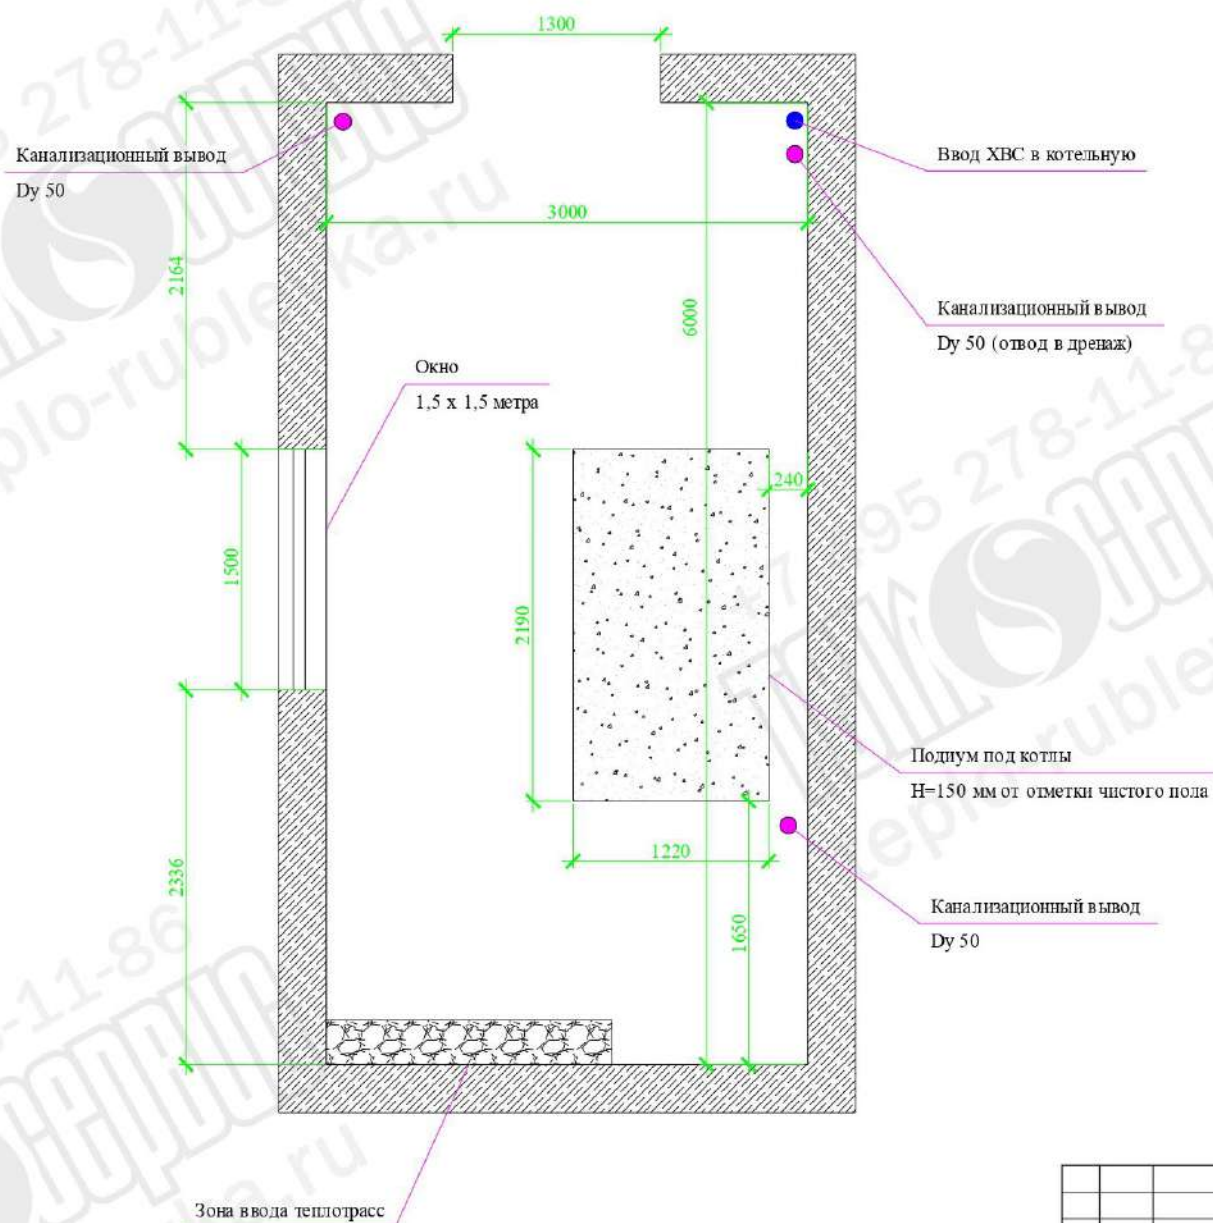 1300
Канализационный вывод
Dy 50
Ввод ХВС в котельную
3000
2164
6000
Канализационный вывод
Dy 50 (отвод в дренаж)
Окно
1,5 х 1,5 метра
240
1500
2190
Подиум под котлы
H=150 мм от отметки чистого пола
1220
2336
1650
Канализационный вывод
Dy 50
Зона ввода теплотрасс